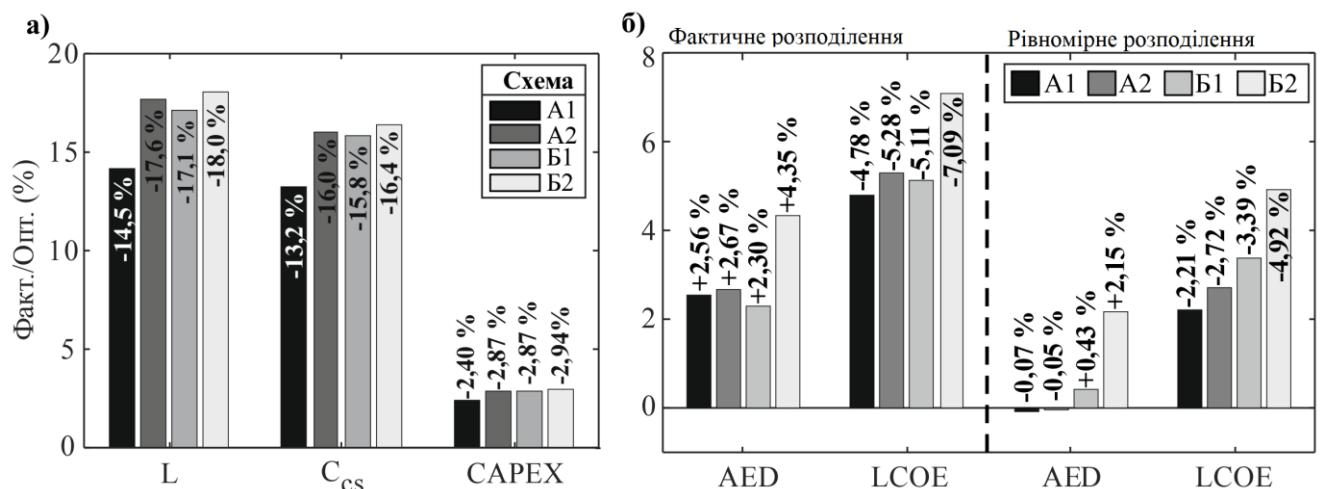 а)
Факт./Опт. (%)
20
15
10
5
0
Схема
А1
А2
Б1
Б2
-14,5 %
-17,6 %
-17,1 %
-18,0 %
-13,2 %
-16,0 %
-15,8 %
-16,4 %
-2,40 %
-2,87 %
-2,87 %
-2,94%
L
C_cs
CAPEX
б)
Фактичне розподілення
Рівномірне розподілення
8
6
4
2
0
А1 А2 Б1 Б2
+2,56 %
+2,67 %
+2,30 %
+4,35 %
-4,78 %
-5,28 %
-5,11 %
-7,09 %
-0,07 %
-0,05 %
+0,43 %
+2,15 %
-2,21 %
-2,72 %
-3,39 %
-4,92 %
AED LCOE AED LCOE